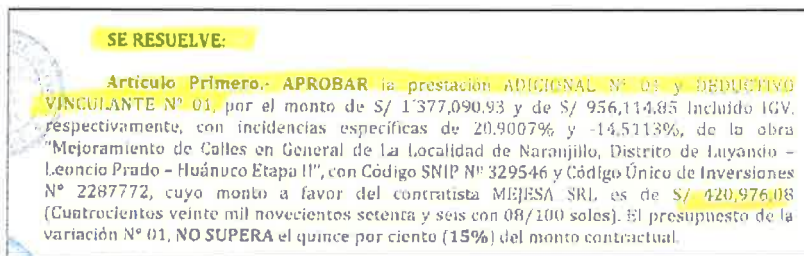 SE RESUELVE:
Artículo Primero.- APROBAR la prestación ADICIONAL Nº 01 y DEDUCTIVO
VINCULANTE Nº 01, por el monto de S/ 1'377,090.93 y de S/ 956,114.85 Incluido IGV,
respectivamente, con incidencias específicas de 20.9007% y -14.5113%, de la obra
"Mejoramiento de Calles en General de La Localidad de Naranjillo, Distrito de Luyando –
Leoncio Prado – Huánuco Etapa II", con Código SNIP Nº 329546 y Código Único de Inversiones
Nº 2287772, cuyo monto a favor del contratista MEJESA SRL es de S/ 420,976.08
(Cuatrocientos veinte mil novecientos setenta y seis con 08/100 soles). El presupuesto de la
variación Nº 01, NO SUPERA el quince por ciento (15%) del monto contractual.